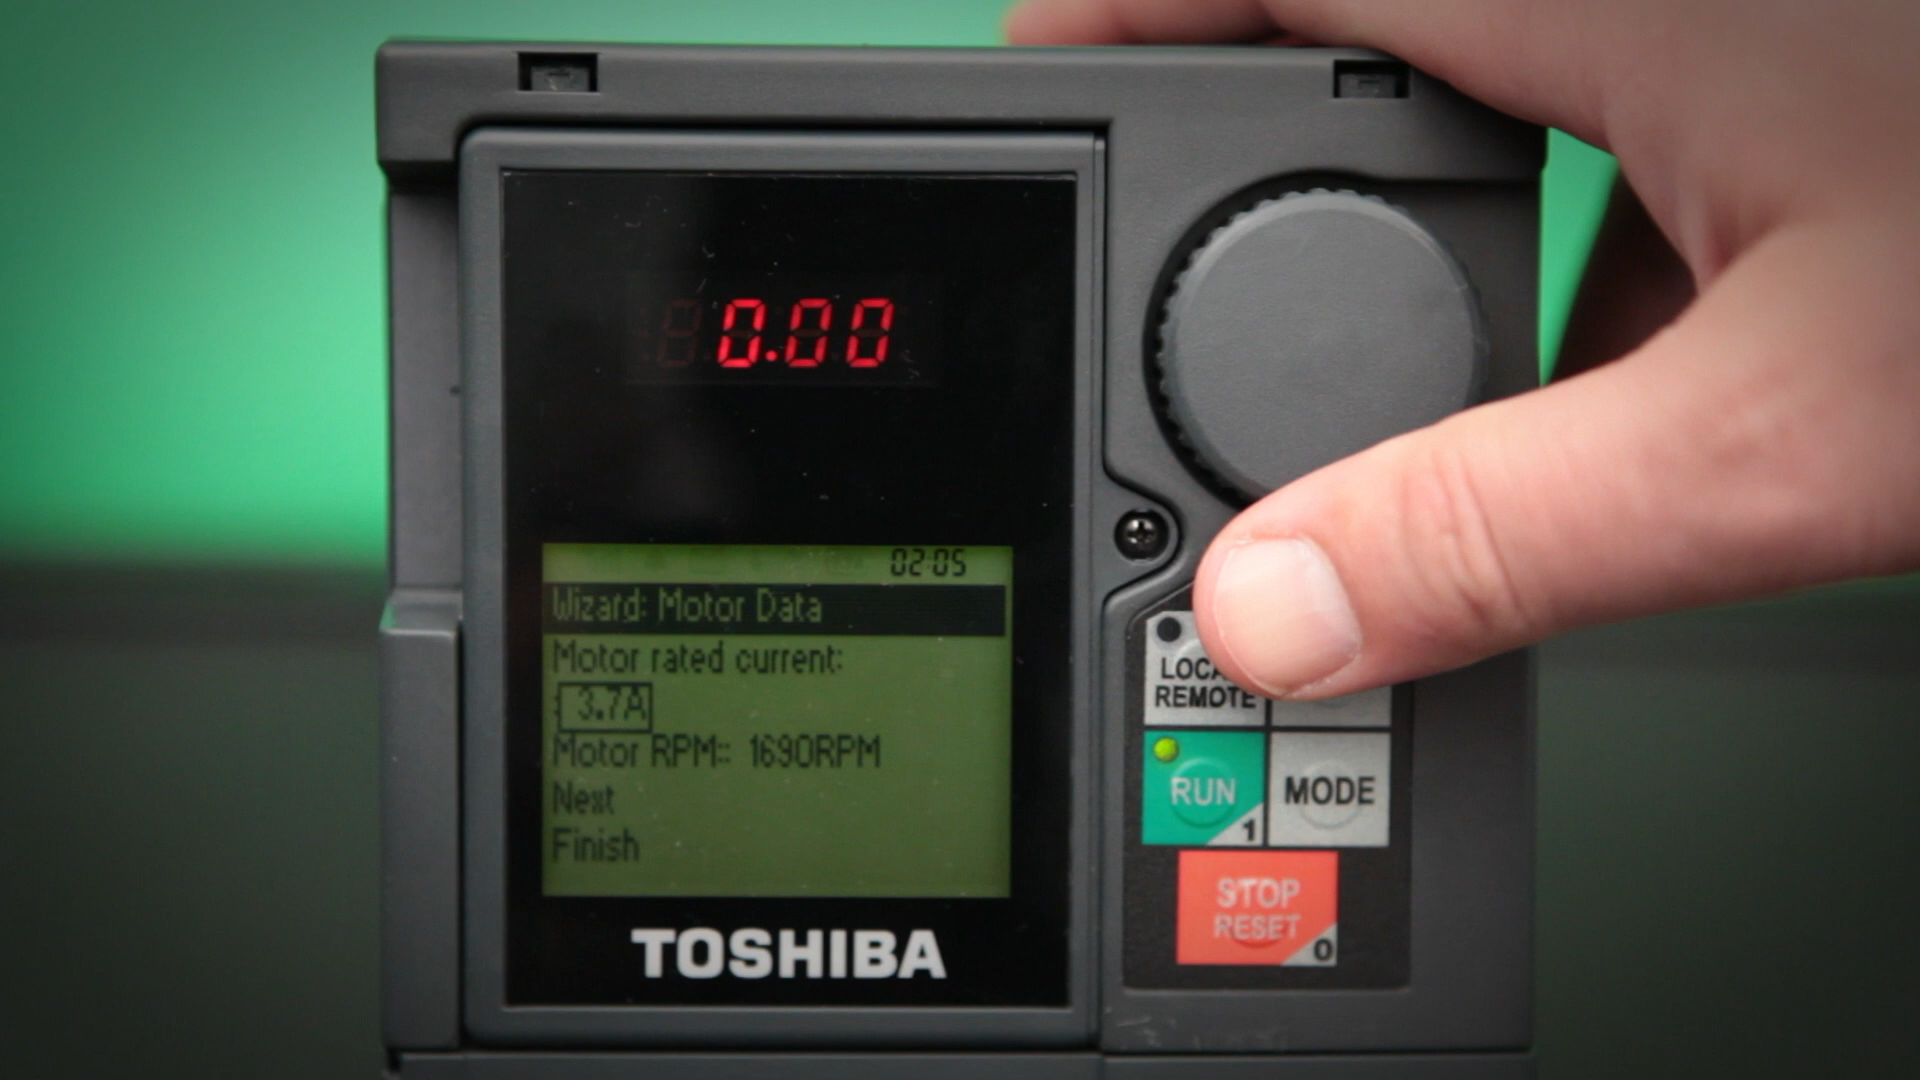 0.00
02:05
Wizard: Motor Data
Motor rated current:
: 3.7A
Motor RPM:: 1690RPM
Next
Finish
TOSHIBA
REMOTE
RUN
1
MODE
STOP
RESET
0